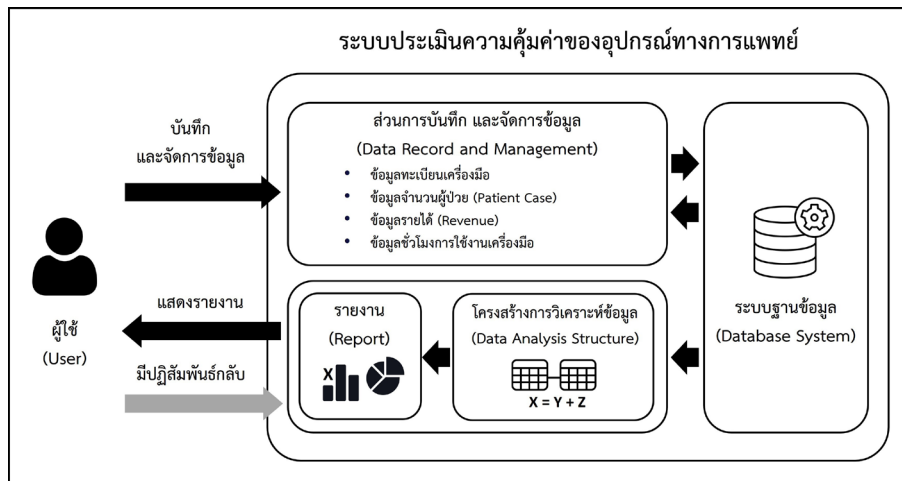 ระบบประเมินความคุ้มค่าของอุปกรณ์ทางการแพทย์
บันทึก
และจัดการข้อมูล
ส่วนการบันทึก และจัดการข้อมูล
(Data Record and Management)
• ข้อมูลทะเบียนเครื่องมือ
• ข้อมูลจำนวนผู้ป่วย (Patient Case)
• ข้อมูลรายได้ (Revenue)
• ข้อมูลชั่วโมงการใช้งานเครื่องมือ
ระบบฐานข้อมูล
(Database System)
ผู้ใช้
(User)
แสดงรายงาน
มีปฏิสัมพันธ์กลับ
รายงาน
(Report)
X
โครงสร้างการวิเคราะห์ข้อมูล
(Data Analysis Structure)
X = Y + Z